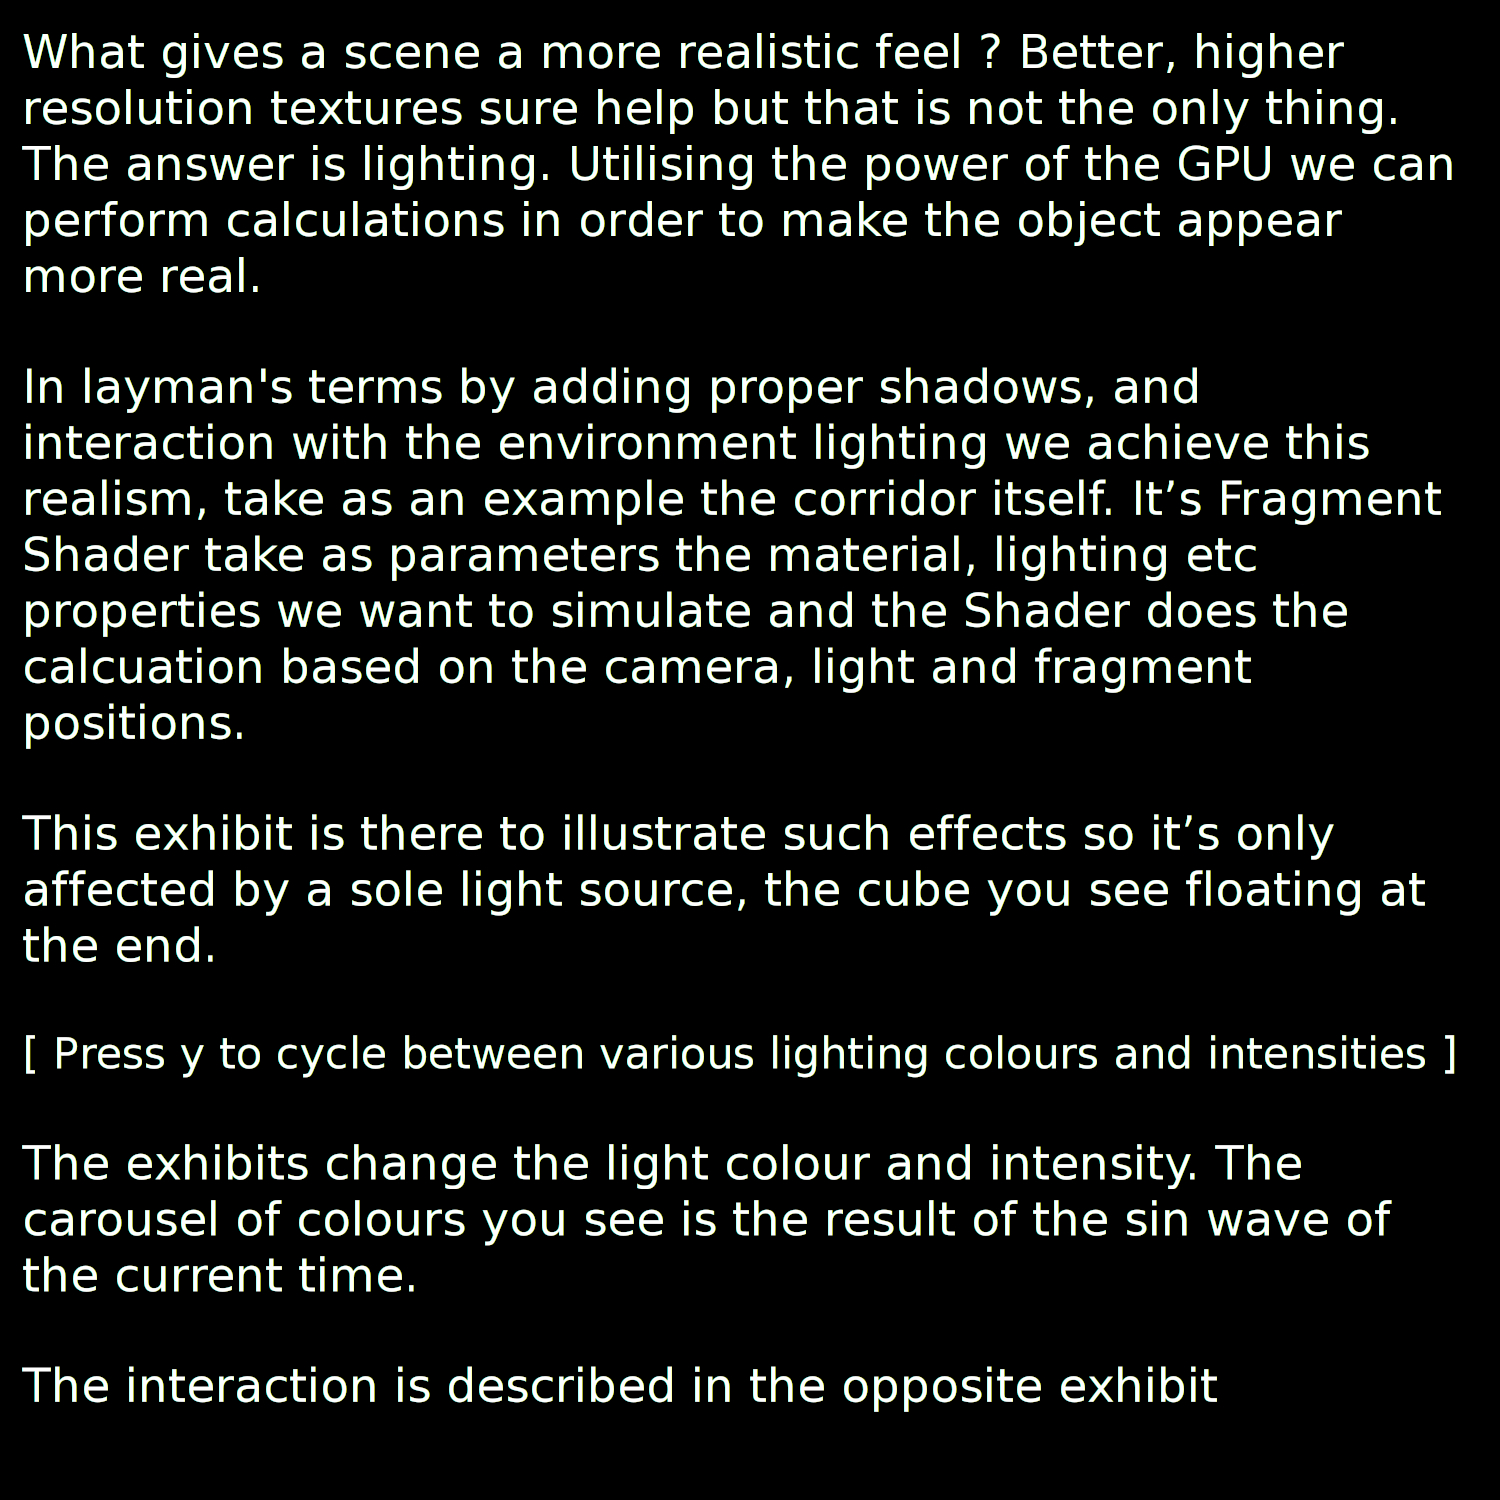 What gives a scene a more realistic feel ? Better, higher
resolution textures sure help but that is not the only thing.
The answer is lighting. Utilising the power of the GPU we can
perform calculations in order to make the object appear
more real.
In layman's terms by adding proper shadows, and
interaction with the environment lighting we achieve this
realism, take as an example the corridor itself. It’s Fragment
Shader take as parameters the material, lighting etc
properties we want to simulate and the Shader does the
calcuation based on the camera, light and fragment
positions.
This exhibit is there to illustrate such effects so it’s only
affected by a sole light source, the cube you see floating at
the end.
[ Press y to cycle between various lighting colours and intensities ]
The exhibits change the light colour and intensity. The
carousel of colours you see is the result of the sin wave of
the current time.
The interaction is described in the opposite exhibit